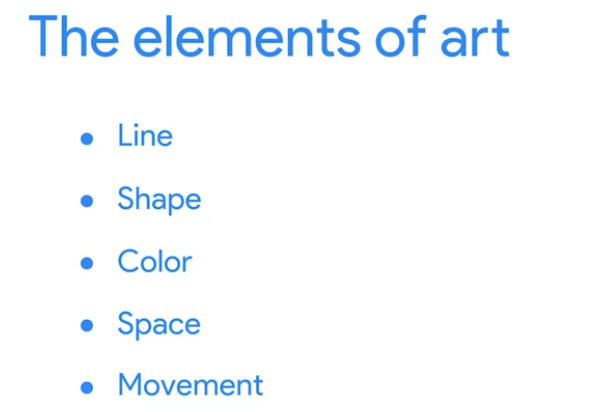 The elements of art
• Line
• Shape
• Color
• Space
• Movement